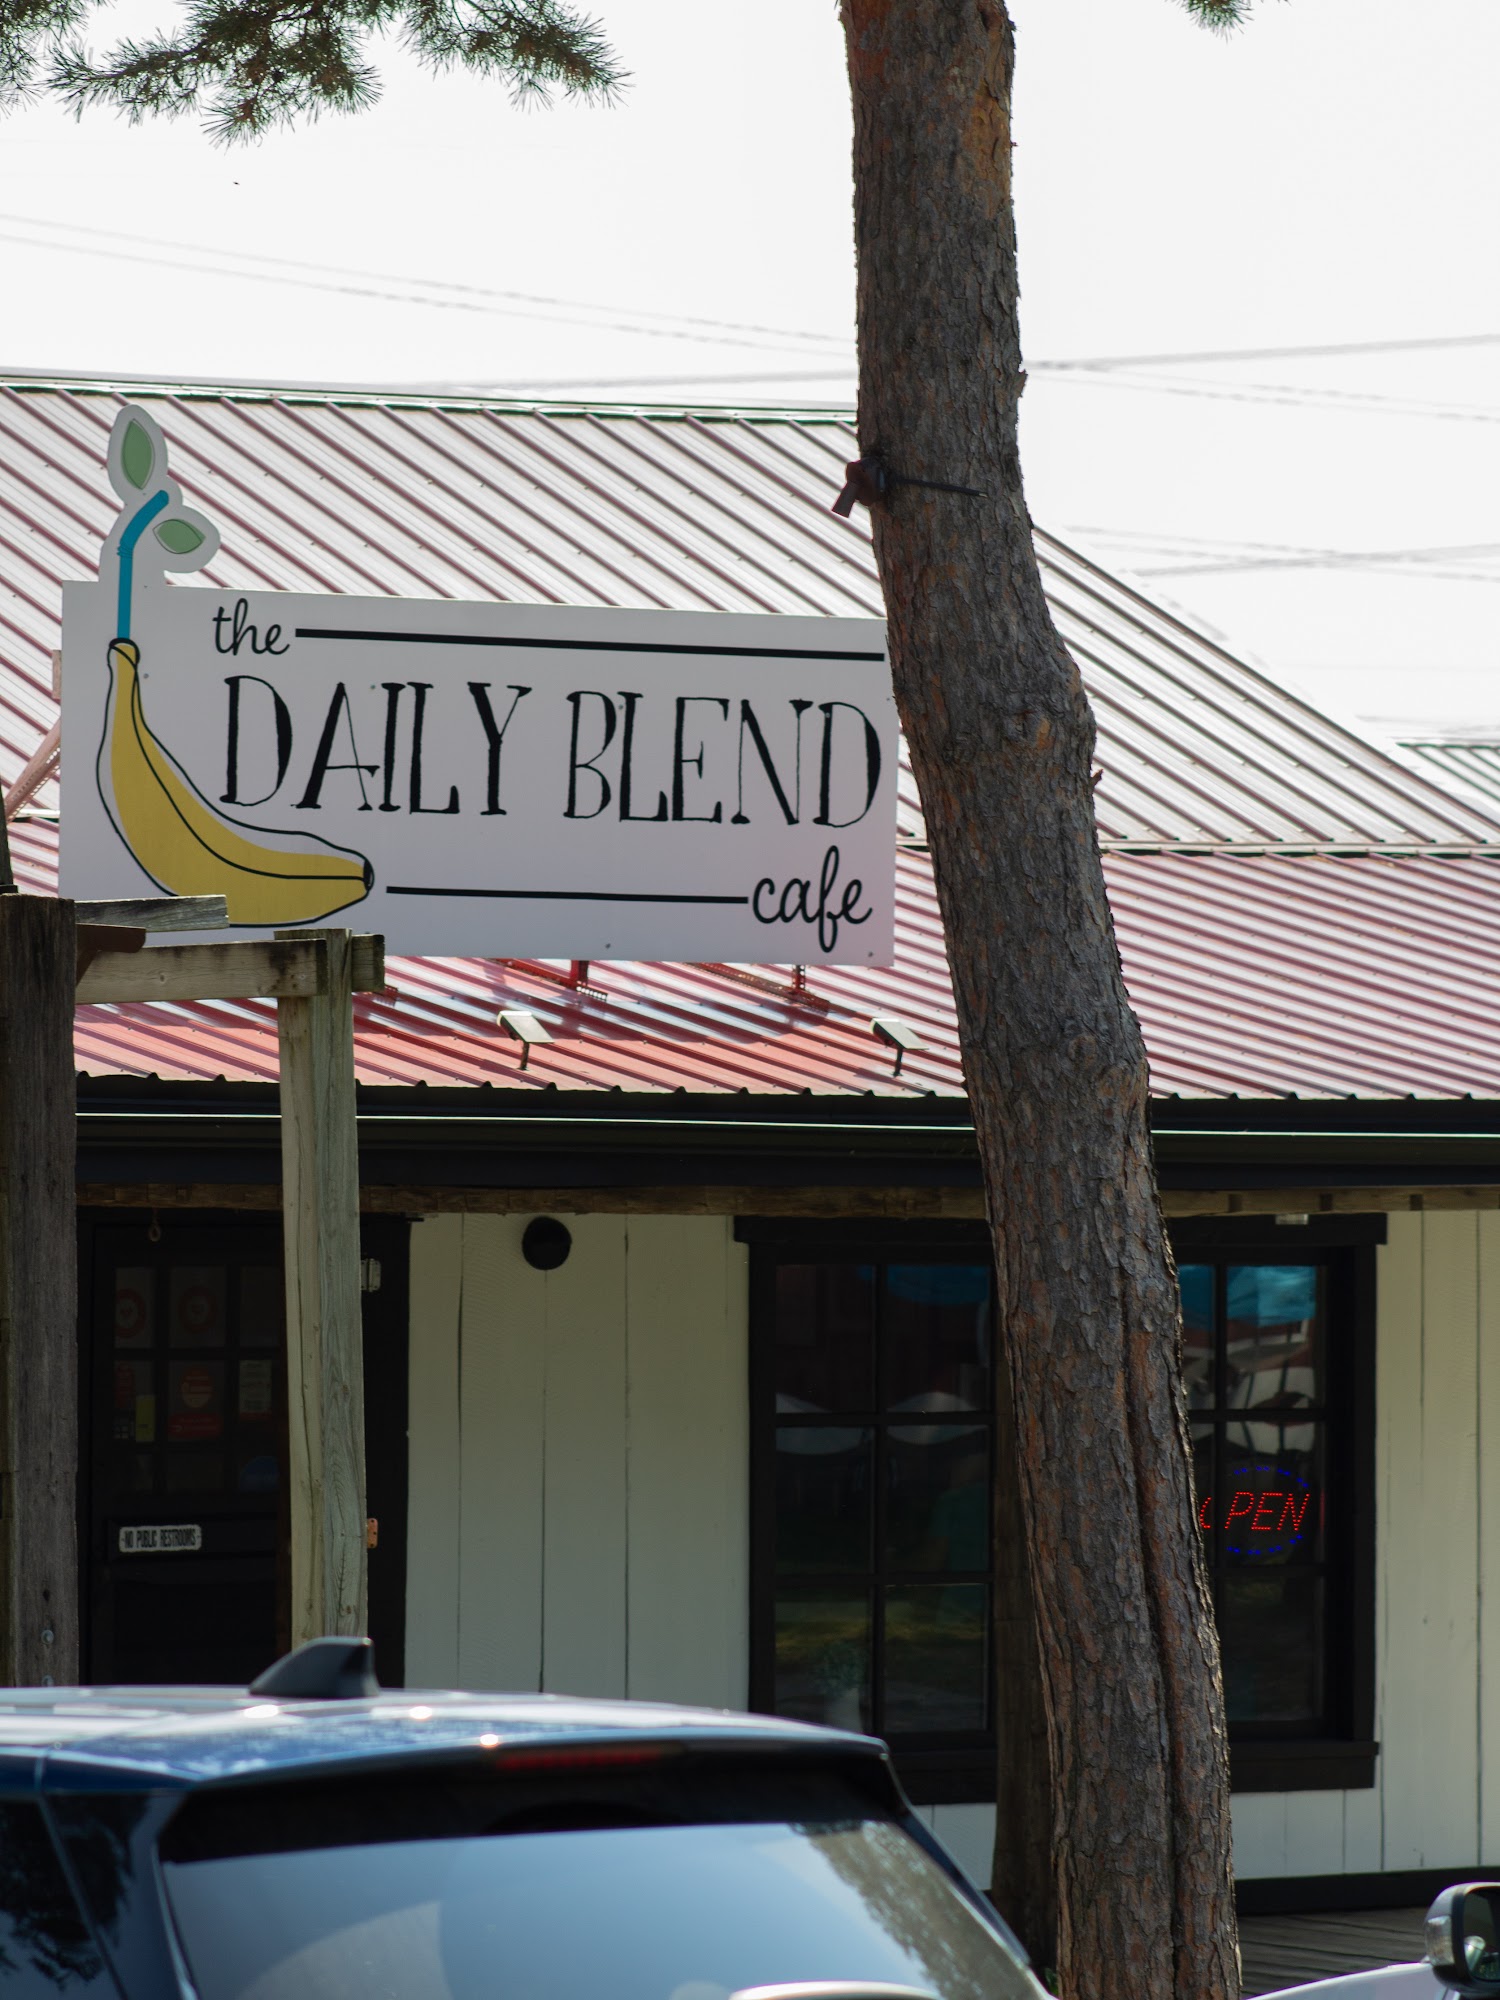 the
DAILY BLEND
cafe
PEN
NO PUBLIC RESTROOMS